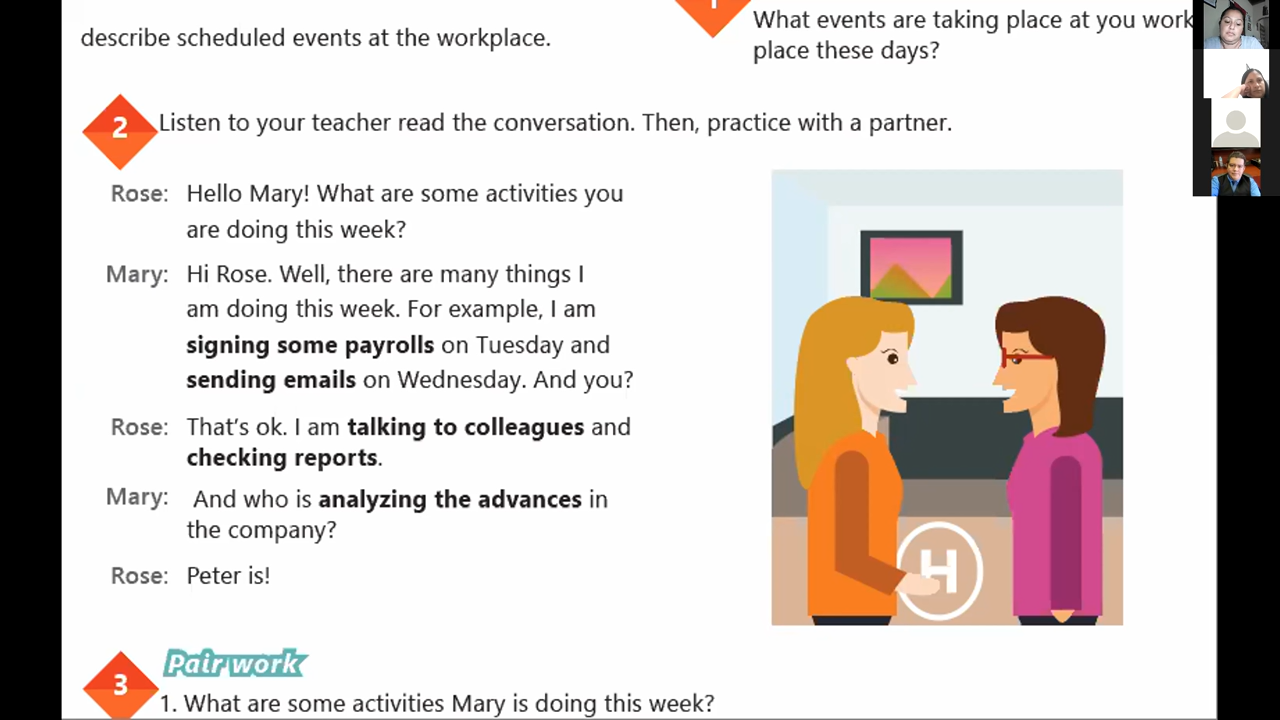 describe scheduled events at the workplace.
1
What events are taking place at you work
place these days?
2
Listen to your teacher read the conversation. Then, practice with a partner.
Rose: Hello Mary! What are some activities you
are doing this week?
Mary: Hi Rose. Well, there are many things I
am doing this week. For example, I am
signing some payrolls on Tuesday and
sending emails on Wednesday. And you?
Rose: That's ok. I am talking to colleagues and
checking reports.
Mary: And who is analyzing the advances in
the company?
Rose: Peter is!
H
3
Pair work
1. What are some activities Mary is doing this week?